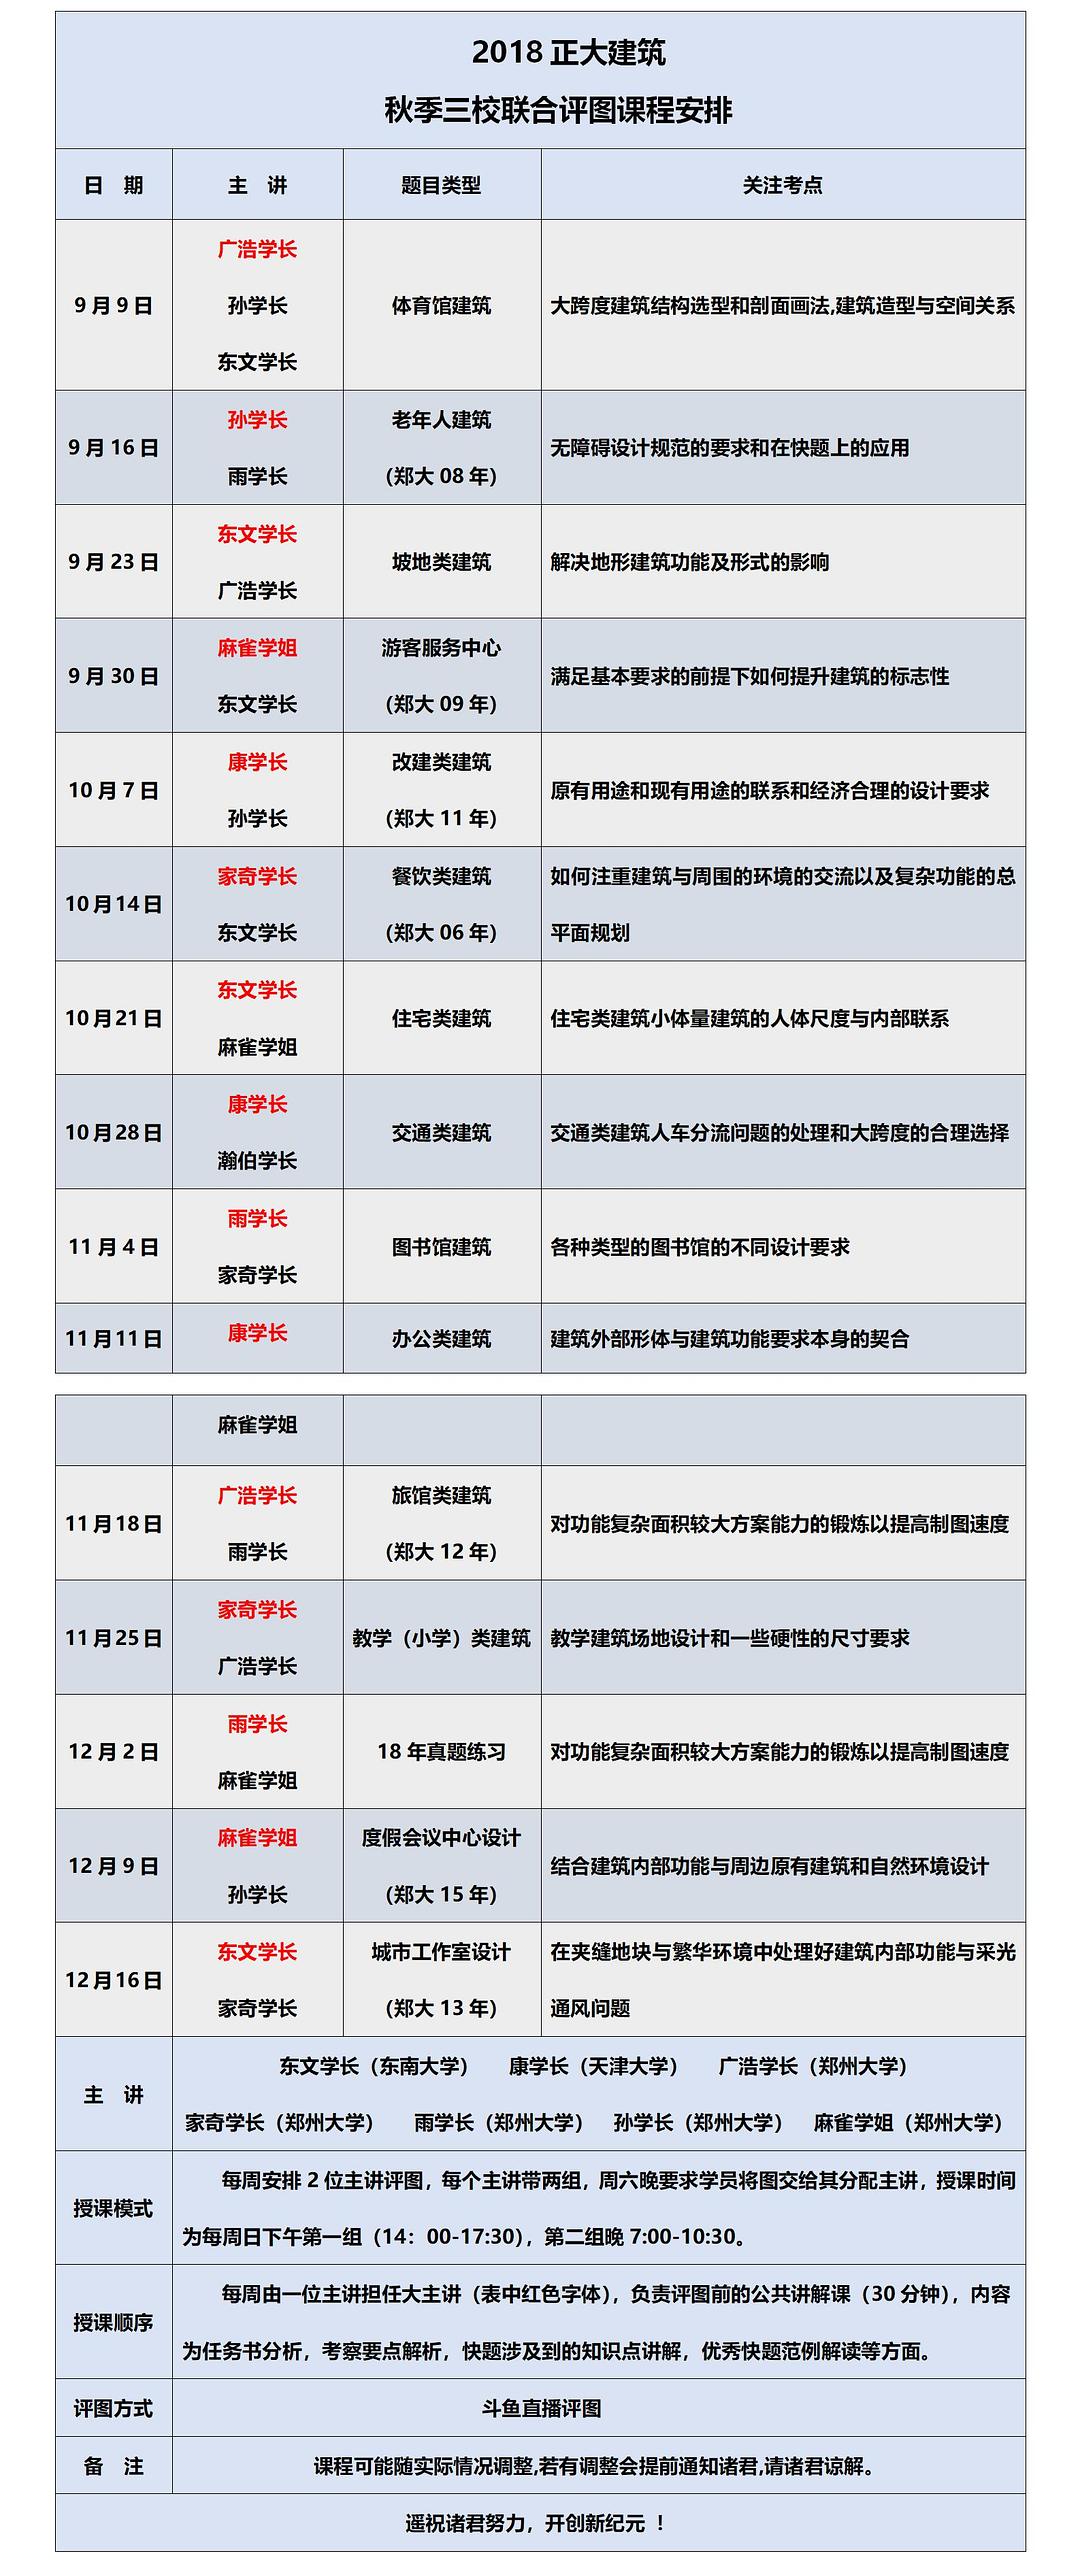 2018 正大建筑
秋季三校联合评图课程安排
日 期 主 讲 题目类型 关注考点
广浩学长
9 月 9 日 孙学长 体育馆建筑 大跨度建筑结构选型和剖面画法,建筑造型与空间关系
东文学长
孙学长 老年人建筑
9 月 16 日 无障碍设计规范的要求和在快题上的应用
雨学长 (郑大 08 年)
东文学长
9 月 23 日 坡地类建筑 解决地形建筑功能及形式的影响
广浩学长
麻雀学姐 游客服务中心
9 月 30 日 满足基本要求的前提下如何提升建筑的标志性
东文学长 (郑大 09 年)
康学长 改建类建筑
10 月 7 日 原有用途和现有用途的联系和经济合理的设计要求
孙学长 (郑大 11 年)
家奇学长 餐饮类建筑 如何注重建筑与周围的环境的交流以及复杂功能的总
10月14日
东文学长 (郑大 06 年) 平面规划
东文学长
10月21日 住宅类建筑 住宅类建筑小体量建筑的人体尺度与内部联系
麻雀学姐
康学长
10月28日 交通类建筑 交通类建筑人车分流问题的处理和大跨度的合理选择
瀚伯学长
雨学长
11 月 4 日 图书馆建筑 各种类型的图书馆的不同设计要求
家奇学长
11月11日 康学长 办公类建筑 建筑外部形体与建筑功能要求本身的契合
麻雀学姐
广浩学长 旅馆类建筑
11月18日 对功能复杂面积较大方案能力的锻炼以提高制图速度
雨学长 (郑大 12 年)
家奇学长
11月25日 教学（小学）类建筑 教学建筑场地设计和一些硬性的尺寸要求
广浩学长
雨学长
12 月 2 日 18 年真题练习 对功能复杂面积较大方案能力的锻炼以提高制图速度
麻雀学姐
麻雀学姐 度假会议中心设计
12 月 9 日 结合建筑内部功能与周边原有建筑和自然环境设计
孙学长 (郑大 15 年)
东文学长 城市工作室设计 在夹缝地块与繁华环境中处理好建筑内部功能与采光
12月16日
家奇学长 (郑大 13 年) 通风问题
东文学长（东南大学） 康学长（天津大学） 广浩学长（郑州大学）
主 讲
家奇学长（郑州大学） 雨学长（郑州大学） 孙学长（郑州大学） 麻雀学姐（郑州大学）
每周安排 2 位主讲评图，每个主讲带两组，周六晚要求学员将图交给其分配主讲，授课时间
授课模式
为每周日下午第一组（14：00-17:30），第二组晚 7:00-10:30。
每周由一位主讲担任大主讲（表中红色字体），负责评图前的公共讲解课（30 分钟），内容
授课顺序
为任务书分析，考察要点解析，快题涉及到的知识点讲解，优秀快题范例解读等方面。
评图方式 斗鱼直播评图
备 注 课程可能随实际情况调整,若有调整会提前通知诸君,请诸君谅解。
遥祝诸君努力，开创新纪元 ！